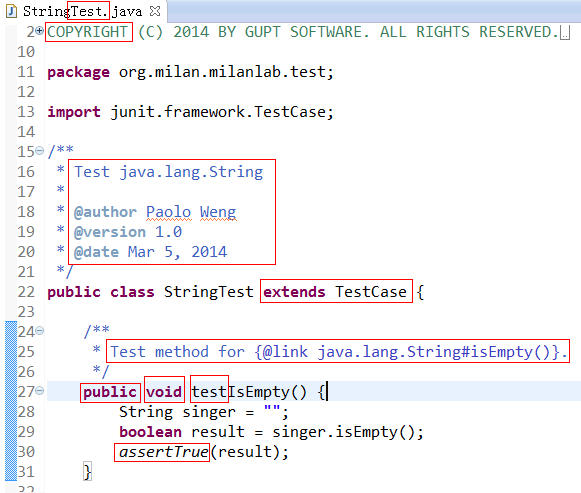 StringTest.java
2 COPYRIGHT (C) 2014 BY GUPT SOFTWARE. ALL RIGHTS RESERVED.
10
11 package org.milan.milanlab.test;
12
13 import junit.framework.TestCase;
14
15 /**
16 * Test java.lang.String
17 *
18 * @author Paolo Weng
19 * @version 1.0
20 * @date Mar 5, 2014
21 */
22 public class StringTest extends TestCase {
23
24 /**
25 * Test method for {@link java.lang.String#isEmpty()}.
26 */
27 public void testIsEmpty() {
28 String singer = "";
29 boolean result = singer.isEmpty();
30 assertTrue(result);
31 }